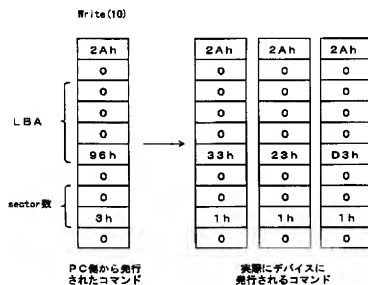 Write(10)
2Ah 2Ah 2Ah 2Ah
0 0 0 0
0 0 0 0
0 0 0 0
LBA 0 0 0 0
96h 33h 23h D3h
0 0 0 0
sector数 0 0 0 0
3h 1h 1h 1h
0 0 0 0
PC側から発行
されたコマンド
実際にデバイスに
発行されるコマンド